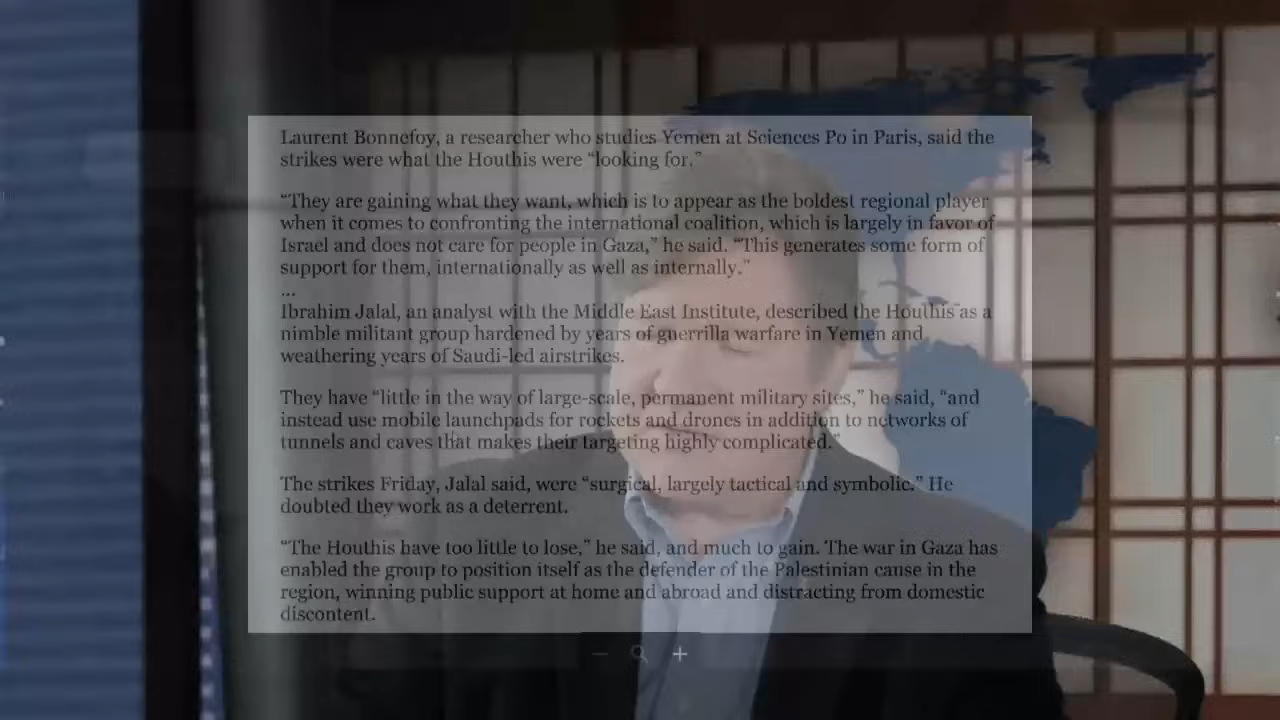 Laurent Bonnefoy, a researcher who studies Yemen at Sciences Po in Paris, said the
strikes were what the Houthis were “looking for.”
“They are gaining what they want, which is to appear as the boldest regional player
when it comes to confronting the international coalition, which is largely in favor of
Israel and does not care for people in Gaza,” he said. “This generates some form of
support for them, internationally as well as internally.”
...
Ibrahim Jalal, an analyst with the Middle East Institute, described the Houthis as a
nimble militant group hardened by years of guerrilla warfare in Yemen and
weathering years of Saudi-led airstrikes.
They have “little in the way of large-scale, permanent military sites,” he said, “and
instead use mobile launchpads for rockets and drones in addition to networks of
tunnels and caves that makes their targeting highly complicated.”
The strikes Friday, Jalal said, were “surgical, largely tactical and symbolic.” He
doubted they work as a deterrent.
“The Houthis have too little to lose,” he said, and much to gain. The war in Gaza has
enabled the group to position itself as the defender of the Palestinian cause in the
region, winning public support at home and abroad and distracting from domestic
discontent.